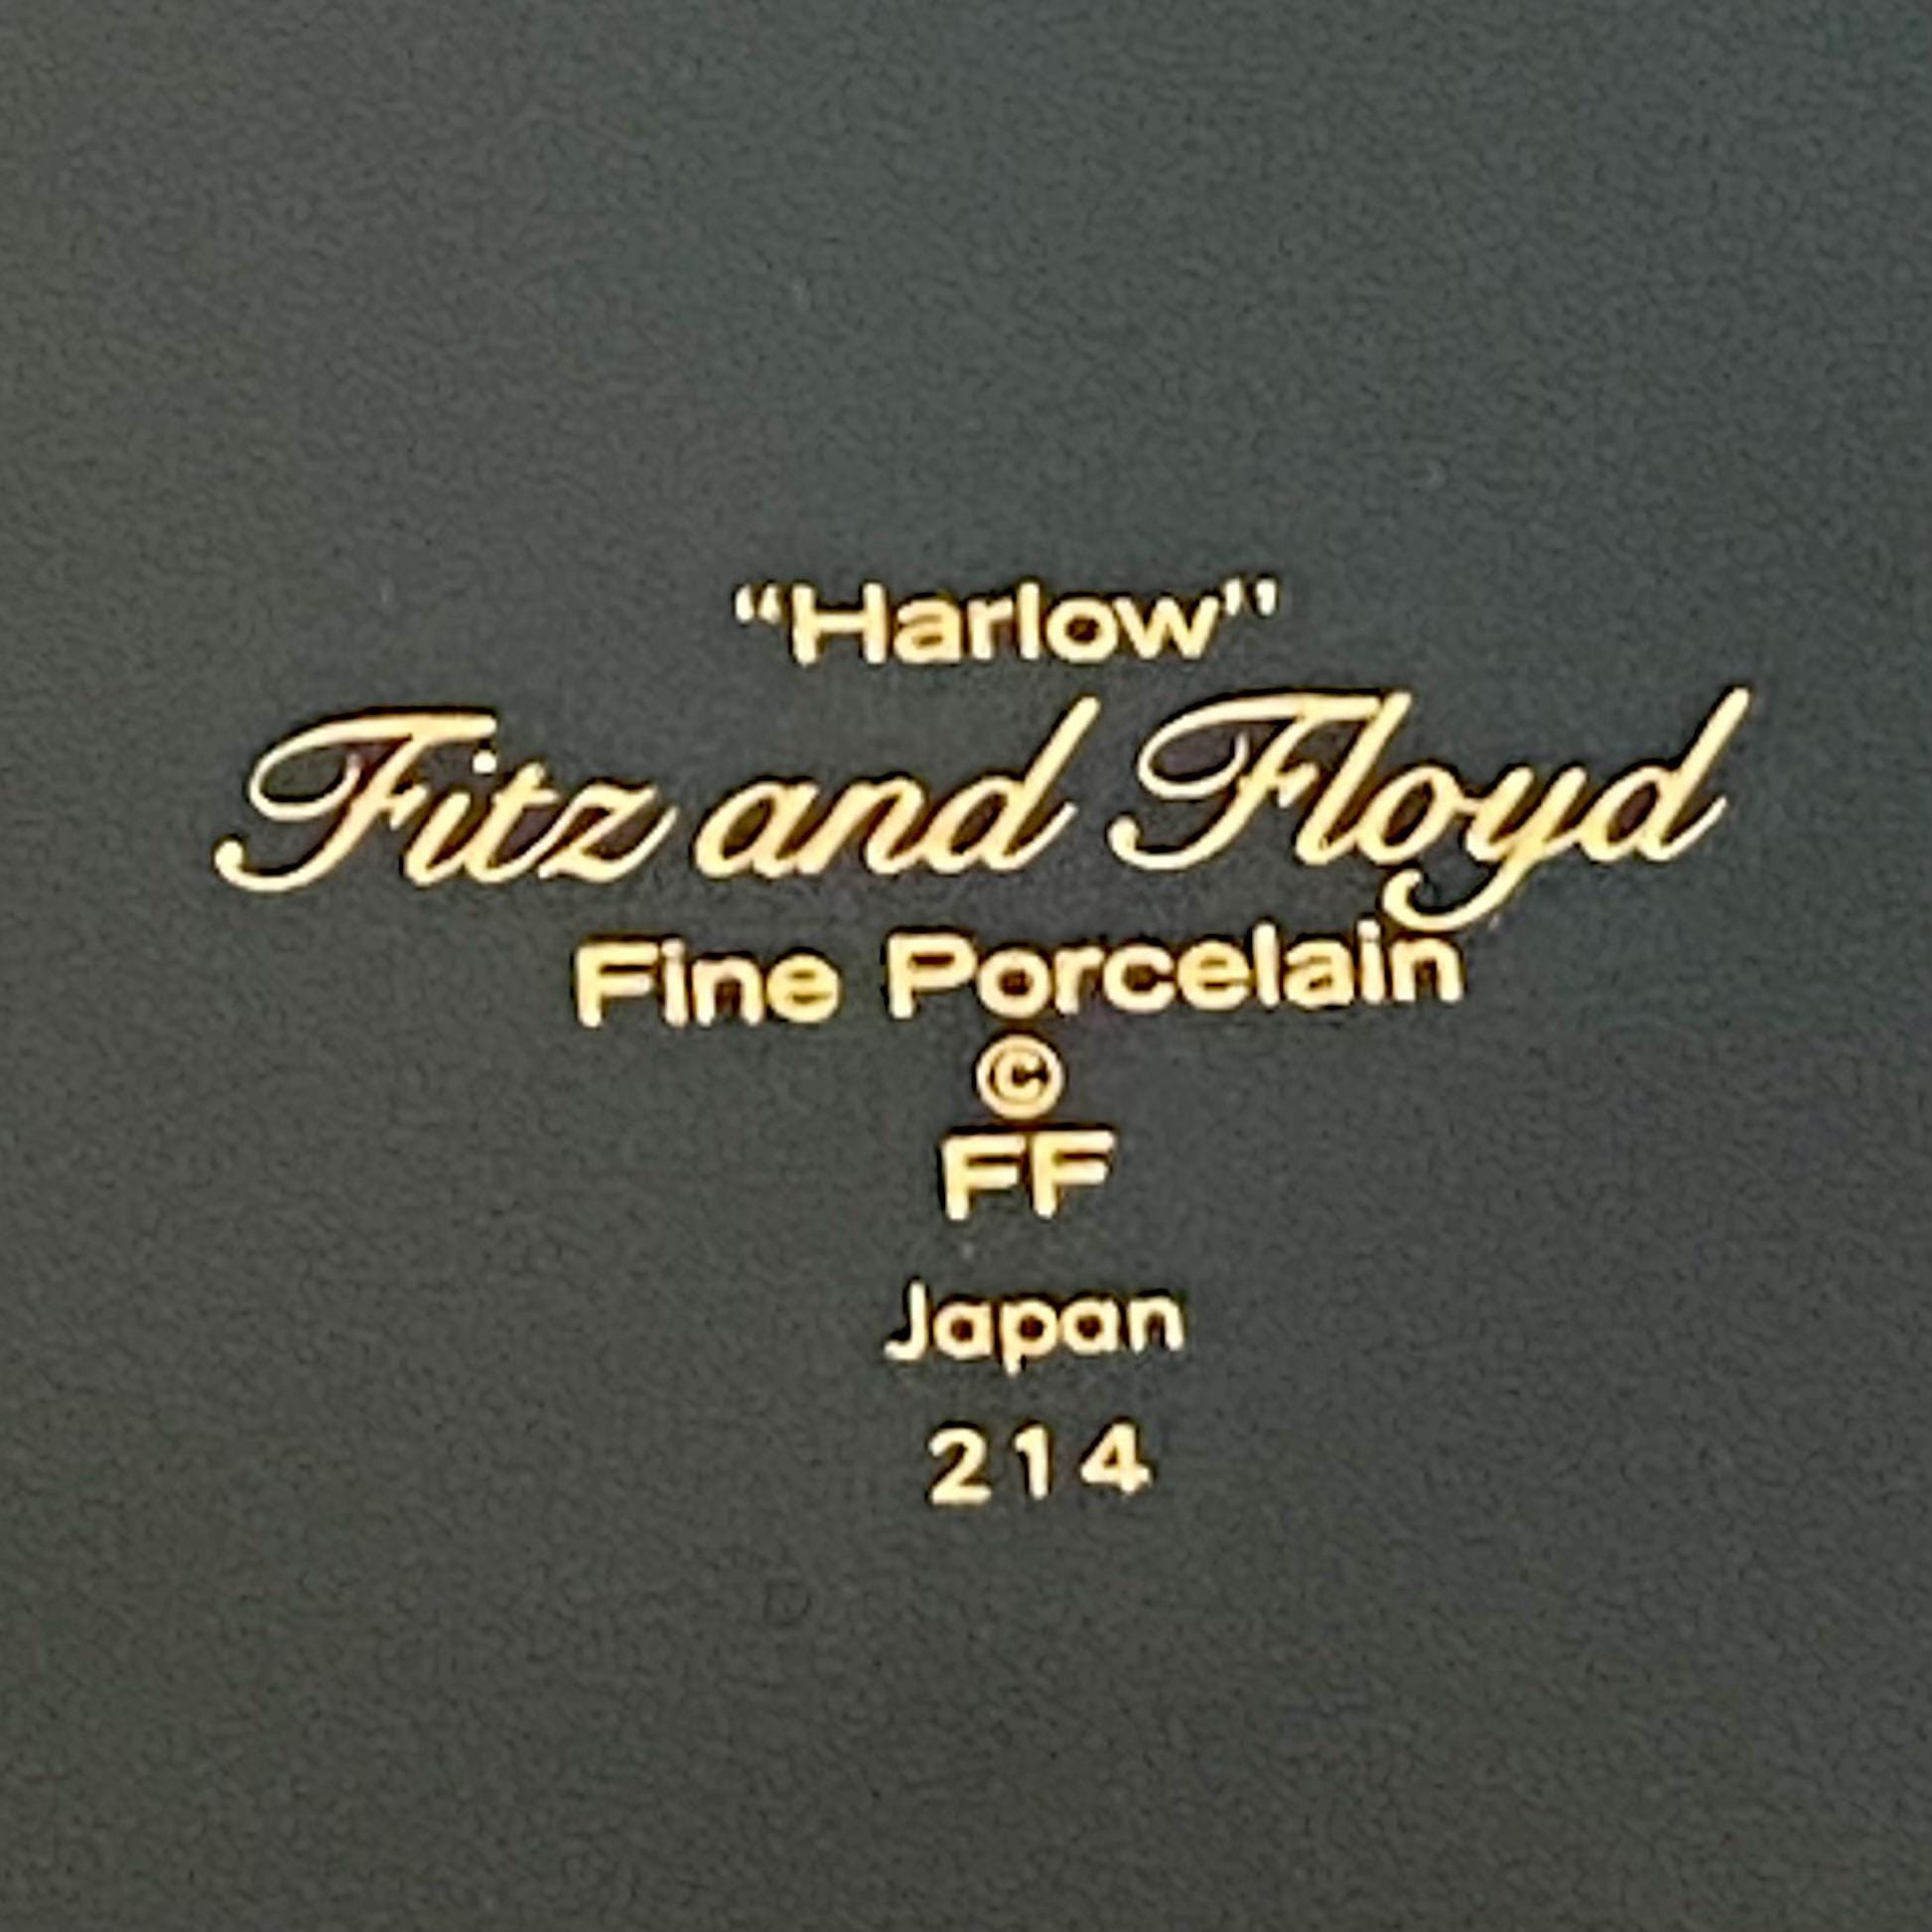 “Harlow”
Fitz and Floyd
Fine Porcelain
©
FF
Japan
214